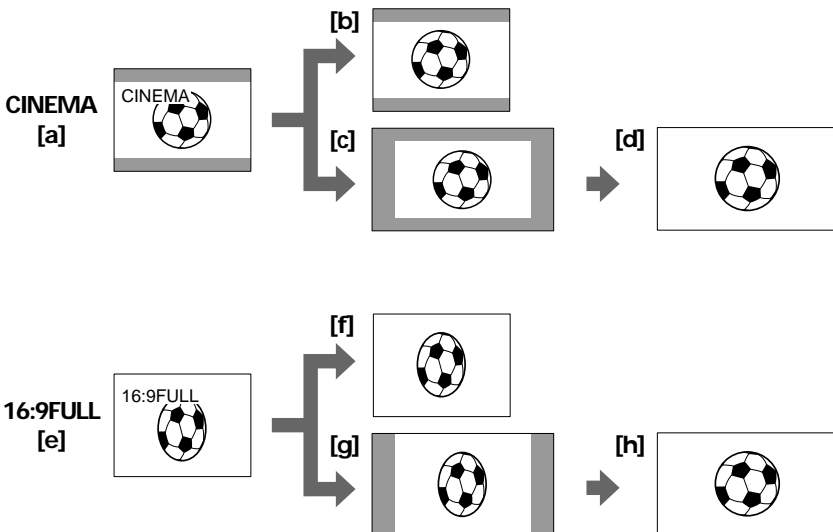 [b]
CINEMA
[a]
CINEMA
[c]
[d]
[f]
16:9FULL
[e]
16:9FULL
[g]
[h]